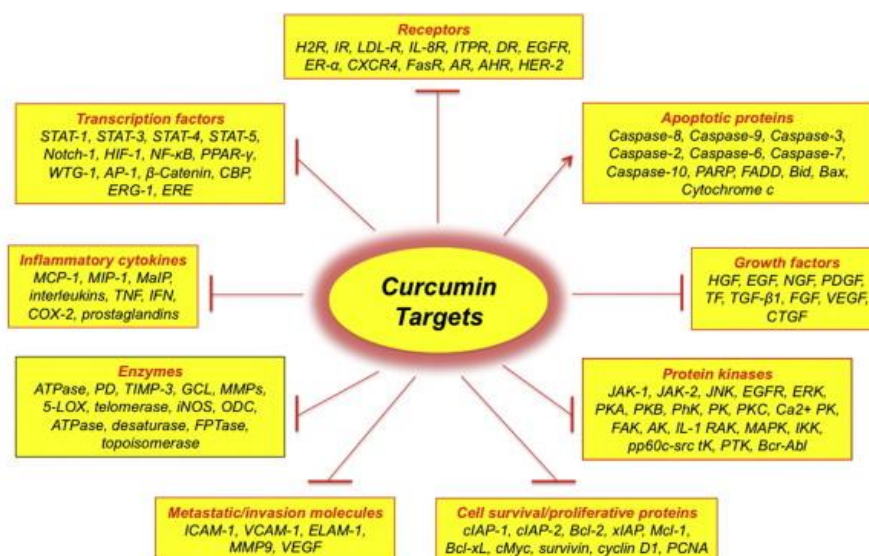 Receptors
H2R, IR, LDL-R, IL-8R, ITPR, DR, EGFR,
ER-α, CXCR4, FasR, AR, AHR, HER-2
Transcription factors
STAT-1, STAT-3, STAT-4, STAT-5,
Notch-1, HIF-1, NF-κB, PPAR-γ,
WTG-1, AP-1, β-Catenin, CBP,
ERG-1, ERE
Apoptotic proteins
Caspase-8, Caspase-9, Caspase-3,
Caspase-2, Caspase-6, Caspase-7,
Caspase-10, PARP, FADD, Bid, Bax,
Cytochrome c
Inflammatory cytokines
MCP-1, MIP-1, MaIP,
interleukins, TNF, IFN,
COX-2, prostaglandins
Curcumin
Targets
Growth factors
HGF, EGF, NGF, PDGF,
TF, TGF-β1, FGF, VEGF,
CTGF
Enzymes
ATPase, PD, TIMP-3, GCL, MMPs,
5-LOX, telomerase, iNOS, ODC,
ATPase, desaturase, FPTase,
topoisomerase
Protein kinases
JAK-1, JAK-2, JNK, EGFR, ERK,
PKA, PKB, PhK, PK, PKC, Ca2+ PK,
FAK, AK, IL-1 RAK, MAPK, IKK,
pp60c-src tK, PTK, Bcr-Abl
Metastatic/invasion molecules
ICAM-1, VCAM-1, ELAM-1,
MMP9, VEGF
Cell survival/proliferative proteins
cIAP-1, cIAP-2, Bcl-2, xIAP, Mcl-1,
Bcl-xL, cMyc, survivin, cyclin D1, PCNA